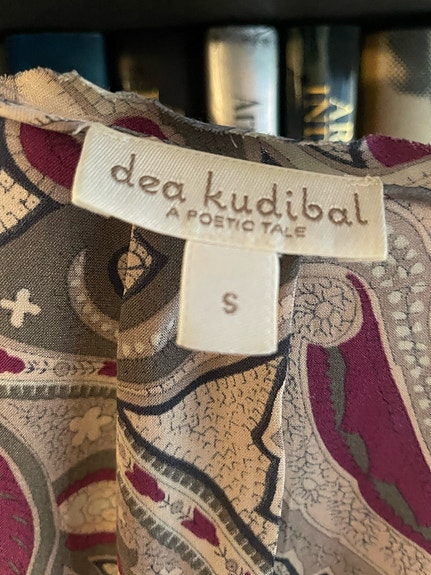 dea kudibal
A POETIC TALE
S